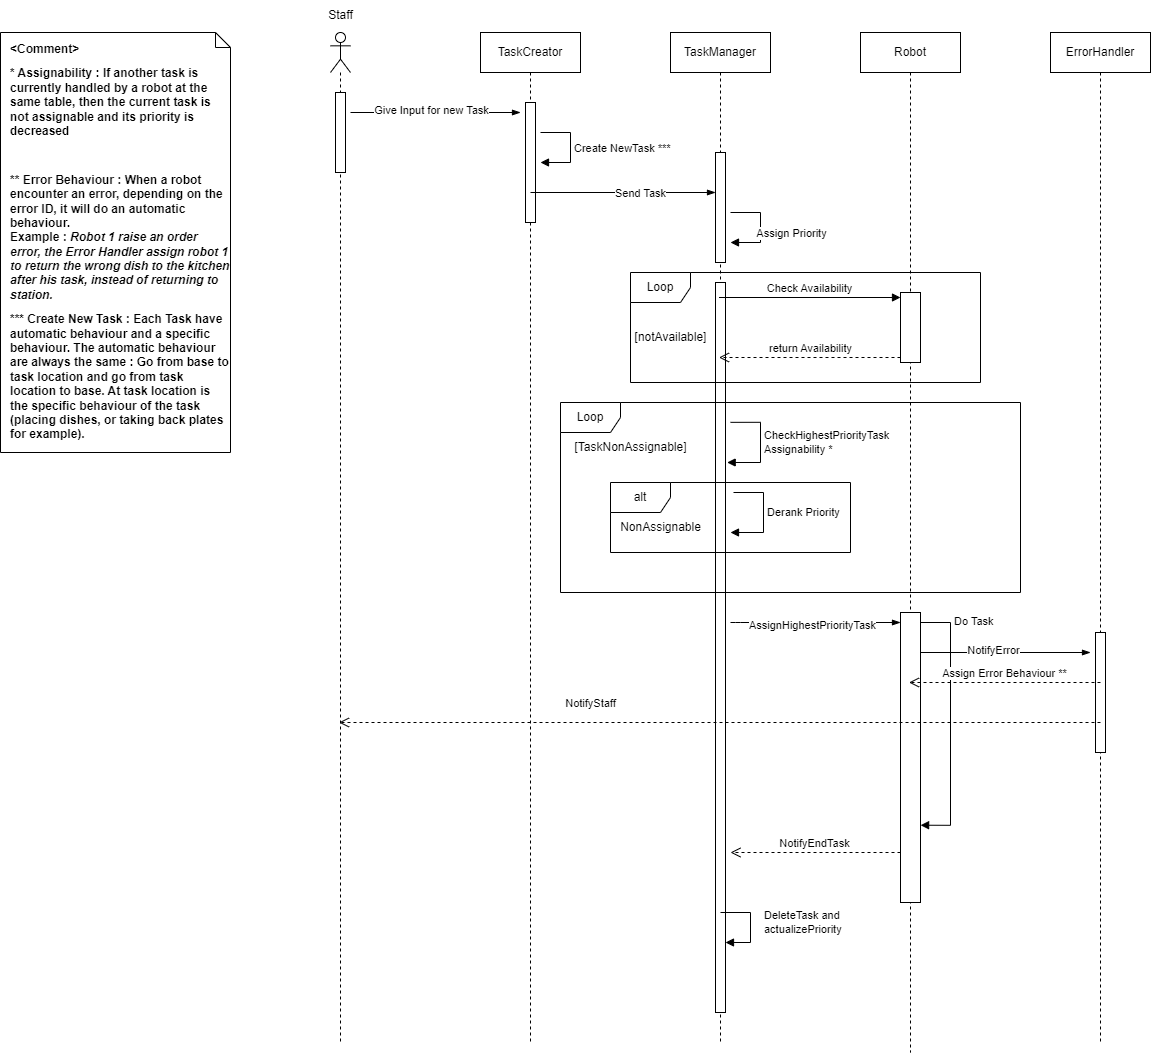 Staff
<Comment>
* Assignability : If another task is
currently handled by a robot at the
same table, then the current task is
not assignable and its priority is
decreased
** Error Behaviour : When a robot
encounter an error, depending on the
error ID, it will do an automatic
behaviour.
Example : Robot 1 raise an order
error, the Error Handler assign robot 1
to return the wrong dish to the kitchen
after his task, instead of returning to
station.
*** Create New Task : Each Task have
automatic behaviour and a specific
behaviour. The automatic behaviour
are always the same : Go from base to
task location and go from task
location to base. At task location is
the specific behaviour of the task
(placing dishes, or taking back plates
for example).
TaskCreator
TaskManager
Robot
ErrorHandler
Give Input for new Task
Create NewTask ***
Send Task
Assign Priority
Loop
Check Availability
[notAvailable]
return Availability
Loop
[TaskNonAssignable]
CheckHighestPriorityTask
Assignability *
alt
NonAssignable
Derank Priority
AssignHighestPriorityTask
Do Task
NotifyError
Assign Error Behaviour **
NotifyStaff
NotifyEndTask
DeleteTask and
actualizePriority